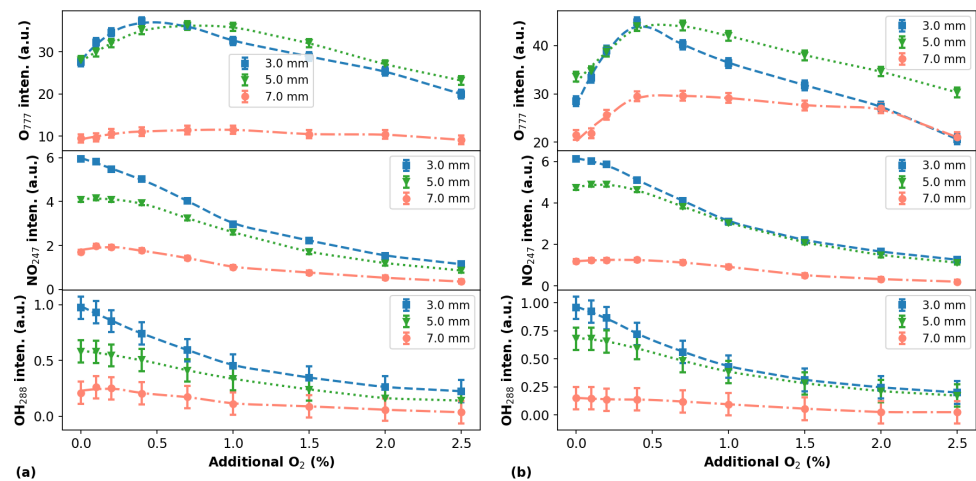 O777 inten. (a.u.)
40
30
20
10
3.0 mm
5.0 mm
7.0 mm
NO247 inten. (a.u.)
6
4
2
0
3.0 mm
5.0 mm
7.0 mm
OH288 inten. (a.u.)
1.0
0.5
0.0
3.0 mm
5.0 mm
7.0 mm
0.0 0.5 1.0 1.5 2.0 2.5
Additional O2 (%)
(a)
O777 inten. (a.u.)
40
30
20
3.0 mm
5.0 mm
7.0 mm
NO247 inten. (a.u.)
6
4
2
0
3.0 mm
5.0 mm
7.0 mm
OH288 inten. (a.u.)
1.00
0.75
0.50
0.25
0.00
3.0 mm
5.0 mm
7.0 mm
0.0 0.5 1.0 1.5 2.0 2.5
Additional O2 (%)
(b)